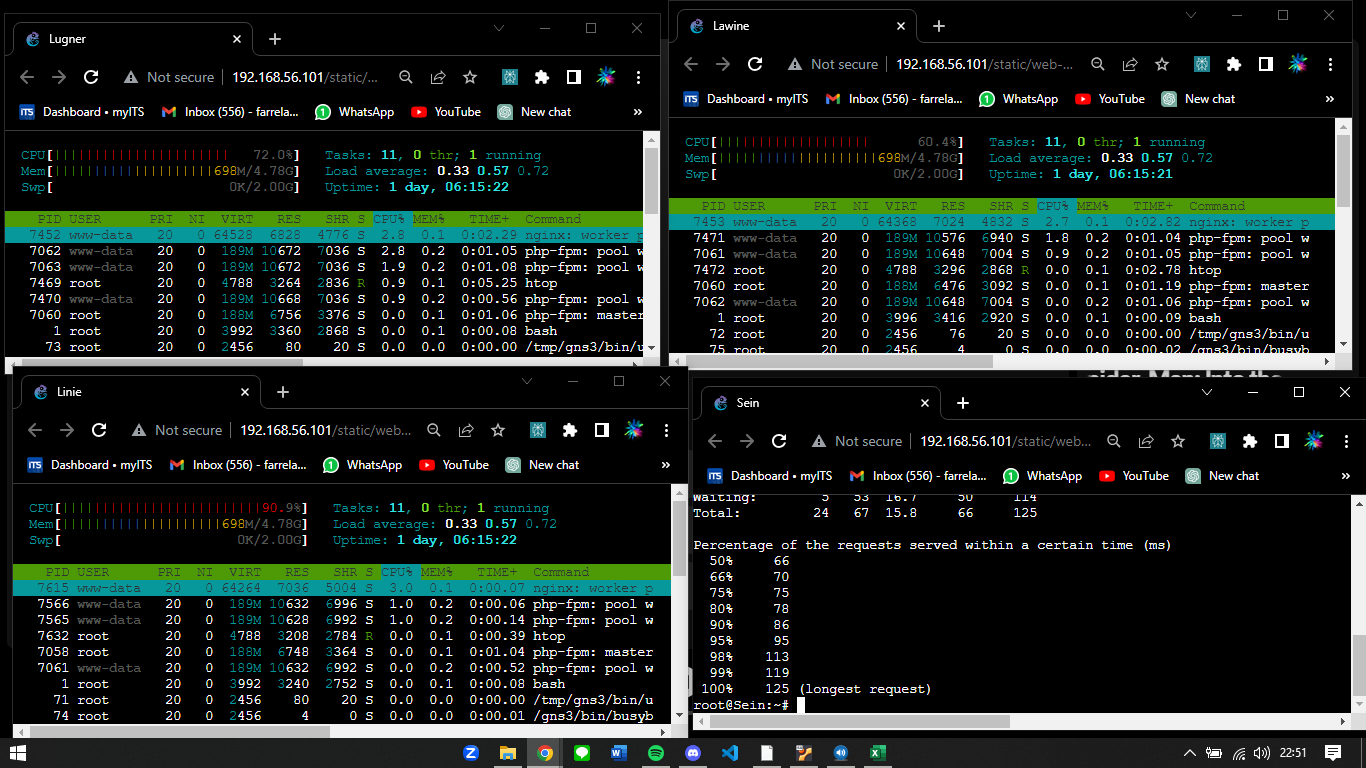 Lugner
Not secure
192.168.56.101/static/...
Dashboard • myITS
Inbox (556) - farrela...
WhatsApp
YouTube
New chat
»
CPU[ 72.0%] Tasks: 11, 0 thr; 1 running
Mem[ 698M/4.78G] Load average: 0.33 0.57 0.72
Swp[ 0K/2.00G] Uptime: 1 day, 06:15:22
PID USER PRI NI VIRT RES SHR S CPU% MEM% TIME+ Command
7452 www-data 20 0 64528 6828 4776 S 2.8 0.1 0:02.29 nginx: worker p
7062 www-data 20 0 189M 10672 7036 S 2.8 0.2 0:01.05 php-fpm: pool w
7063 www-data 20 0 189M 10672 7036 S 1.9 0.2 0:01.08 php-fpm: pool w
7469 root 20 0 4788 3264 2836 R 0.9 0.1 0:05.25 htop
7470 www-data 20 0 189M 10668 7036 S 0.9 0.2 0:00.56 php-fpm: pool w
7060 root 20 0 188M 6756 3376 S 0.0 0.1 0:01.06 php-fpm: master
1 root 20 0 3992 3360 2868 S 0.0 0.1 0:00.08 bash
73 root 20 0 2456 80 20 S 0.0 0.0 0:00.00 /tmp/gns3/bin/u
Lawine
Not secure
192.168.56.101/static/web-...
Dashboard • myITS
Inbox (556) - farrela...
WhatsApp
YouTube
New chat
»
CPU[ 60.4%] Tasks: 11, 0 thr; 1 running
Mem[ 698M/4.78G] Load average: 0.33 0.57 0.72
Swp[ 0K/2.00G] Uptime: 1 day, 06:15:21
PID USER PRI NI VIRT RES SHR S CPU% MEM% TIME+ Command
7453 www-data 20 0 64368 7024 4832 S 2.7 0.1 0:02.82 nginx: worker p
7471 www-data 20 0 189M 10576 6940 S 1.8 0.2 0:01.04 php-fpm: pool w
7061 www-data 20 0 189M 10648 7004 S 0.9 0.2 0:01.05 php-fpm: pool w
7472 root 20 0 4788 3296 2868 R 0.0 0.1 0:02.78 htop
7060 root 20 0 188M 6476 3092 S 0.0 0.1 0:01.19 php-fpm: master
7062 www-data 20 0 189M 10648 7004 S 0.0 0.2 0:01.06 php-fpm: pool w
1 root 20 0 3996 3416 2920 S 0.0 0.1 0:00.09 bash
72 root 20 0 2456 76 20 S 0.0 0.0 0:00.00 /tmp/gns3/bin/u
75 root 20 0 2456 4 0 S 0.0 0.0 0:00.02 /gns3/bin/busyb
Linie
Not secure
192.168.56.101/static/web...
Dashboard • myITS
Inbox (556) - farrela...
WhatsApp
YouTube
New chat
»
CPU[ 90.9%] Tasks: 11, 0 thr; 1 running
Mem[ 698M/4.78G] Load average: 0.33 0.57 0.72
Swp[ 0K/2.00G] Uptime: 1 day, 06:15:22
PID USER PRI NI VIRT RES SHR S CPU% MEM% TIME+ Command
7615 www-data 20 0 64264 7036 5004 S 3.0 0.1 0:00.07 nginx: worker p
7566 www-data 20 0 189M 10632 6996 S 1.0 0.2 0:00.06 php-fpm: pool w
7565 www-data 20 0 189M 10628 6992 S 1.0 0.2 0:00.14 php-fpm: pool w
7632 root 20 0 4788 3208 2784 R 0.0 0.1 0:00.39 htop
7058 root 20 0 188M 6748 3364 S 0.0 0.1 0:01.04 php-fpm: master
7061 www-data 20 0 189M 10632 6992 S 0.0 0.2 0:00.52 php-fpm: pool w
1 root 20 0 3992 3240 2752 S 0.0 0.1 0:00.08 bash
71 root 20 0 2456 80 20 S 0.0 0.0 0:00.00 /tmp/gns3/bin/u
74 root 20 0 2456 4 0 S 0.0 0.0 0:00.01 /gns3/bin/busyb
Sein
Not secure
192.168.56.101/static/web...
Dashboard • myITS
Inbox (556) - farrela...
WhatsApp
YouTube
New chat
»
Waiting: 5 53 16.7 50 114
Total: 24 67 15.8 66 125
Percentage of the requests served within a certain time (ms)
50% 66
66% 70
75% 75
80% 78
90% 86
95% 95
98% 113
99% 119
100% 125 (longest request)
root@Sein:~#
22:51